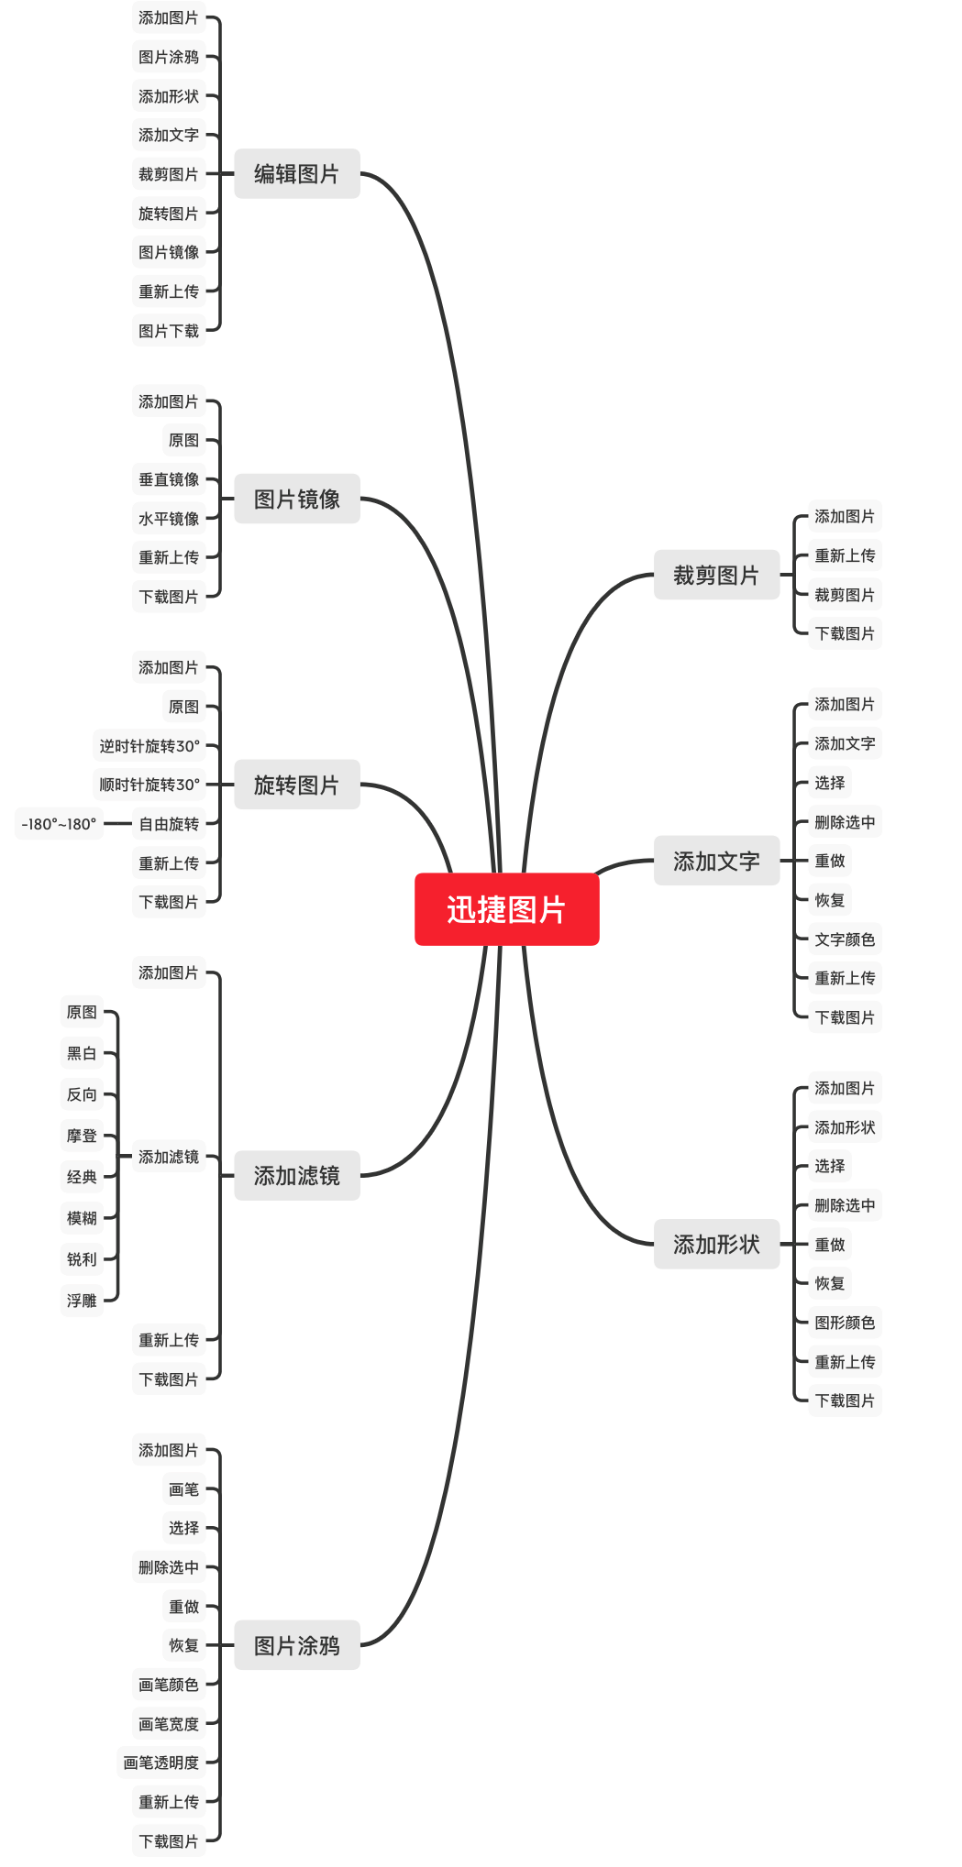 迅捷图片
编辑图片
添加图片
图片涂鸦
添加形状
添加文字
裁剪图片
旋转图片
图片镜像
重新上传
图片下载
图片镜像
添加图片
原图
垂直镜像
水平镜像
重新上传
下载图片
旋转图片
添加图片
原图
逆时针旋转30°
顺时针旋转30°
自由旋转
-180°~180°
重新上传
下载图片
添加滤镜
添加图片
添加滤镜
原图
黑白
反向
摩登
经典
模糊
锐利
浮雕
重新上传
下载图片
图片涂鸦
添加图片
画笔
选择
删除选中
重做
恢复
画笔颜色
画笔宽度
画笔透明度
重新上传
下载图片
裁剪图片
添加图片
重新上传
裁剪图片
下载图片
添加文字
添加图片
添加文字
选择
删除选中
重做
恢复
文字颜色
重新上传
下载图片
添加形状
添加图片
添加形状
选择
删除选中
重做
恢复
图形颜色
重新上传
下载图片